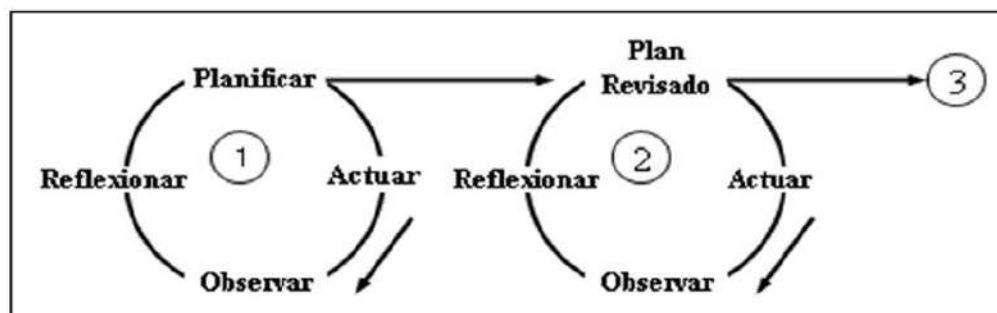 Planificar
1
Reflexionar
Actuar
Observar
Plan
Revisado
2
Reflexionar
Actuar
Observar
3